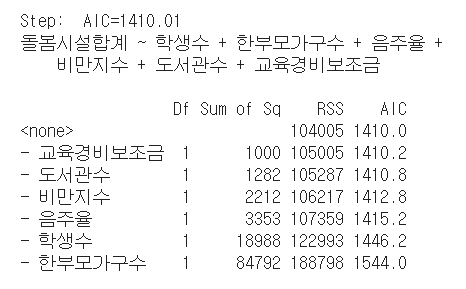 Step:  AIC=1410.01
돌봄시설합계 ~ 학생수 + 한부모가구수 + 음주율 +
비만지수 + 도서관수 + 교육경비보조금
Df Sum of Sq    RSS    AIC
<none>                      104005 1410.0
- 교육경비보조금  1      1000 105005 1410.2
- 도서관수        1      1282 105287 1410.8
- 비만지수        1      2212 106217 1412.8
- 음주율          1      3353 107359 1415.2
- 학생수          1     18988 122993 1446.2
- 한부모가구수    1     84792 188798 1544.0